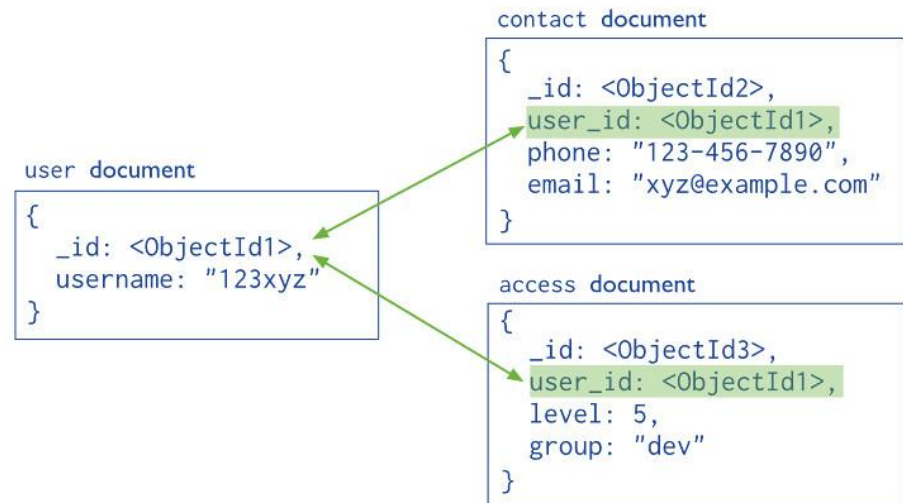 user document
{
  _id: <ObjectId1>,
  username: "123xyz"
}
contact document
{
  _id: <ObjectId2>,
  user_id: <ObjectId1>,
  phone: "123-456-7890",
  email: "xyz@example.com"
}
access document
{
  _id: <ObjectId3>,
  user_id: <ObjectId1>,
  level: 5,
  group: "dev"
}